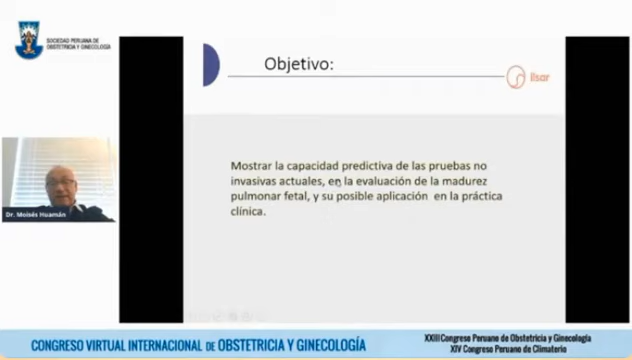 SOCIEDAD PERUANA DE
OBSTETRICIA Y GINECOLOGÍA
Objetivo:
ilsar
Mostrar la capacidad predictiva de las pruebas no
invasivas actuales, en la evaluación de la madurez
pulmonar fetal, y su posible aplicación en la práctica
clínica.
Dr. Moisés Huamán
CONGRESO VIRTUAL INTERNACIONAL DE OBSTETRICIA Y GINECOLOGÍA
XXIII Congreso Peruano de Obstetricia y Ginecología
XIV Congreso Peruano de Climaterio